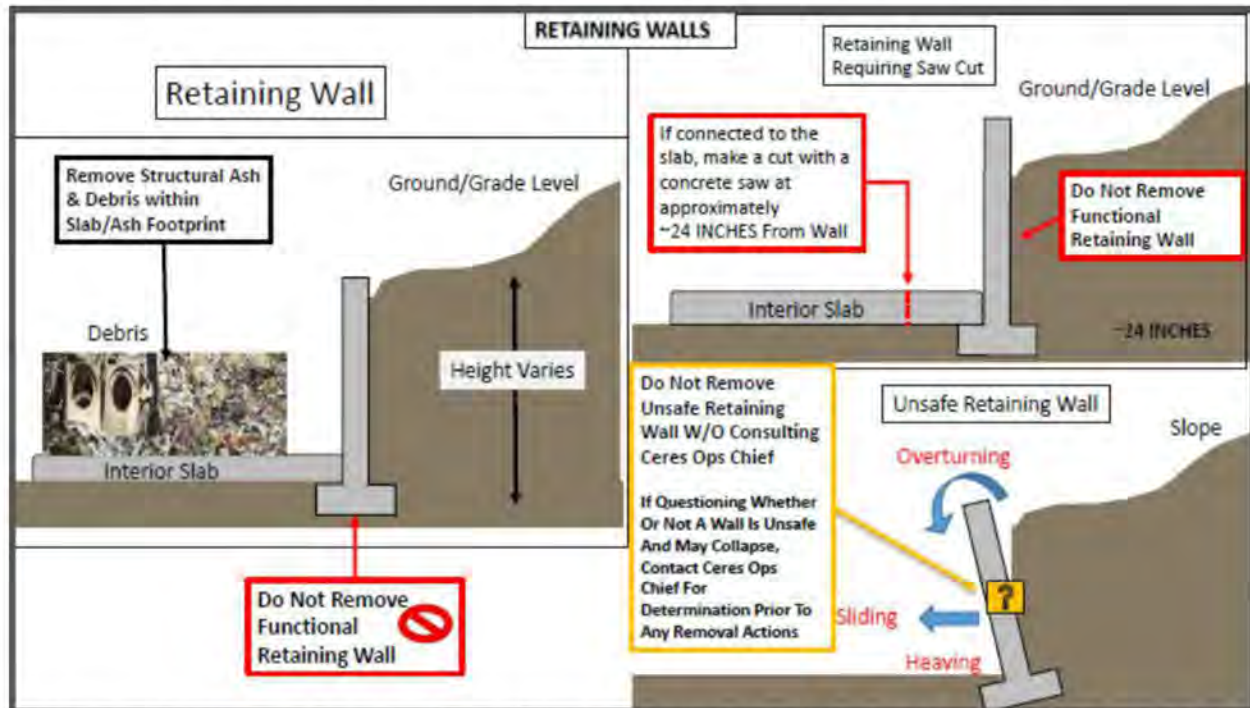 RETAINING WALLS
Retaining Wall
Remove Structural Ash
& Debris within
Slab/Ash Footprint
Ground/Grade Level
Debris
Height Varies
Interior Slab
Do Not Remove
Functional
Retaining Wall
Retaining Wall
Requiring Saw Cut
Ground/Grade Level
If connected to the
slab, make a cut with a
concrete saw at
approximately
~24 INCHES From Wall
Do Not Remove
Functional
Retaining Wall
Interior Slab
~24 INCHES
Do Not Remove
Unsafe Retaining
Wall W/O Consulting
Ceres Ops Chief
If Questioning Whether
Or Not A Wall Is Unsafe
And May Collapse,
Contact Ceres Ops
Chief For
Determination Prior To
Any Removal Actions
Unsafe Retaining Wall
Slope
Overturning
?
Sliding
Heaving